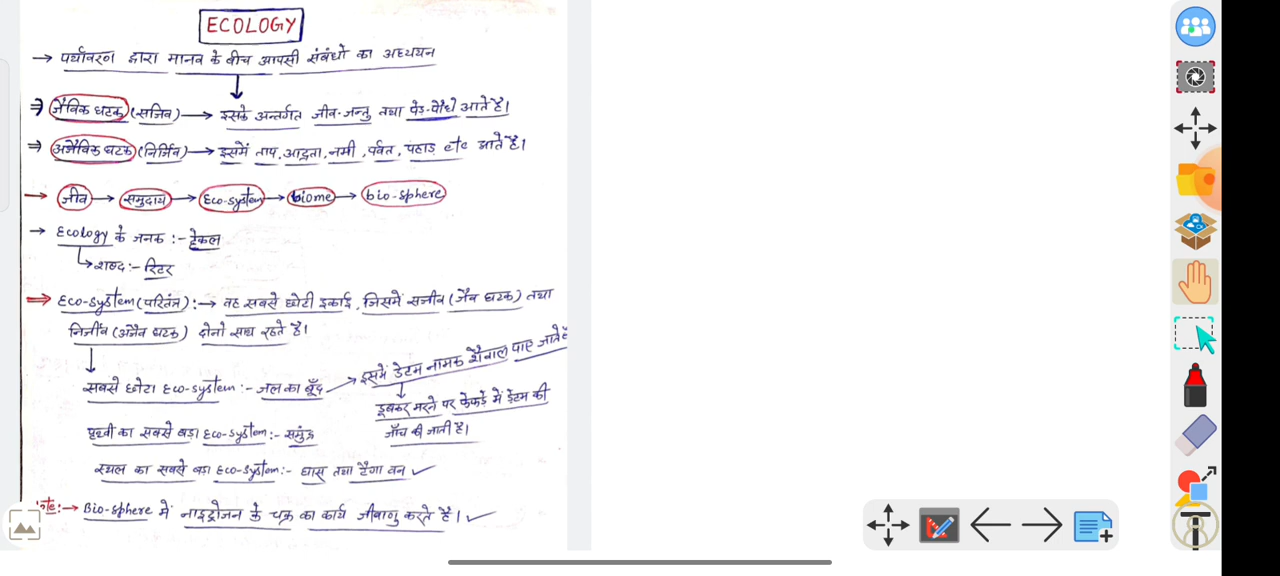 ECOLOGY
→ पर्यावरण द्वारा मानव के बीच आपसी संबंधो का अध्ययन
⇒ जैविक घटक (सजिव) → इसके अन्तर्गत जीव-जन्तु तथा पेड़-पौधे आते है।
⇒ अजैविक घटक (निर्जिव) → इसमें ताप, आद्रता, नमी, पर्वत, पहाड़ etc आते है।
→ जीव → समुदाय → Eco-system → biome → bio-sphere
→ Ecology के जनक :- हेकल
↳ शब्द :- रिटर
⇒ Eco-system (परितंत्र) :→ वह सबसे छोटी इकाई, जिसमें सजीव (जैव घटक) तथा
निर्जीव (अजैव घटक) दोनो साथ रहते है।
सबसे छोटा Eco-system :- जल का बूँद → इसमें डेटम नामक शैवाल पाए जाते है
डूबकर मरने पर फेफड़े में डेटम की
जाँच की जाती है।
पृथ्वी का सबसे बड़ा Eco-system :- समुंद्र
स्थल का सबसे बड़ा Eco-system :- घास तथा टैगा वन ✓
ote :→ Bio-sphere में नाइट्रोजन के चक्र का कार्य जीवाणु करते है। ✓